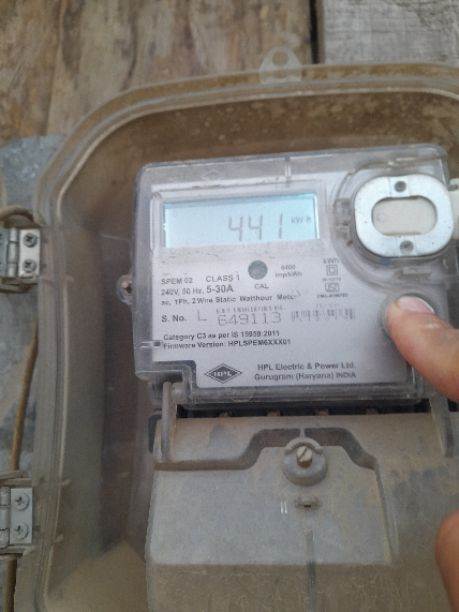 441 kWh
SPEM 02 CLASS 1
240V, 50 Hz, 5-30A CAL 6400 imp/kWh kWh
ac, 1Ph, 2Wire Static Watthour Meter
S. No. L 649113
Category C3 as per IS 15959:2011
Firmware Version: HPLSPEM6XXX01
HPL HPL Electric & Power Ltd.
Gurugram (Haryana) INDIA